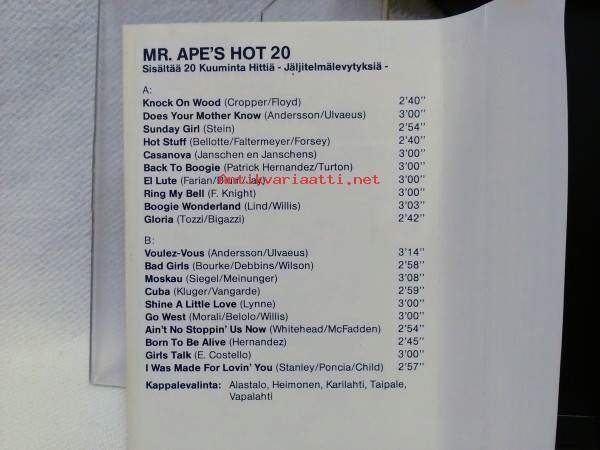 MR. APE'S HOT 20
Sisältää 20 Kuuminta Hittiä - Jäljitelmälevytyksiä -
A:
Knock On Wood (Cropper/Floyd) 2'40''
Does Your Mother Know (Andersson/Ulvaeus) 3'00''
Sunday Girl (Stein) 2'54''
Hot Stuff (Bellotte/Faltermeyer/Forsey) 2'40''
Casanova (Janschen en Janschens) 3'00''
Back To Boogie (Patrick Hernandez/Turton) 3'00''
El Lute (Farian/ 3'00''
Antikvariaatti.net
Ring My Bell (F. Knight) 3'00''
Boogie Wonderland (Lind/Willis) 3'03''
Gloria (Tozzi/Bigazzi) 2'42''
B:
Voulez-Vous (Andersson/Ulvaeus) 3'14''
Bad Girls (Bourke/Debbins/Wilson) 2'58''
Moskau (Siegel/Meinunger) 3'08''
Cuba (Kluger/Vangarde) 2'59''
Shine A Little Love (Lynne) 3'00''
Go West (Morali/Belolo/Willis) 3'00''
Ain't No Stoppin' Us Now (Whitehead/McFadden) 2'54''
Born To Be Alive (Hernandez) 2'45''
Girls Talk (E. Costello) 3'00''
I Was Made For Lovin' You (Stanley/Poncia/Child) 2'57''
Kappalevalinta: Alastalo, Heimonen, Karilahti, Taipale,
Vapalahti